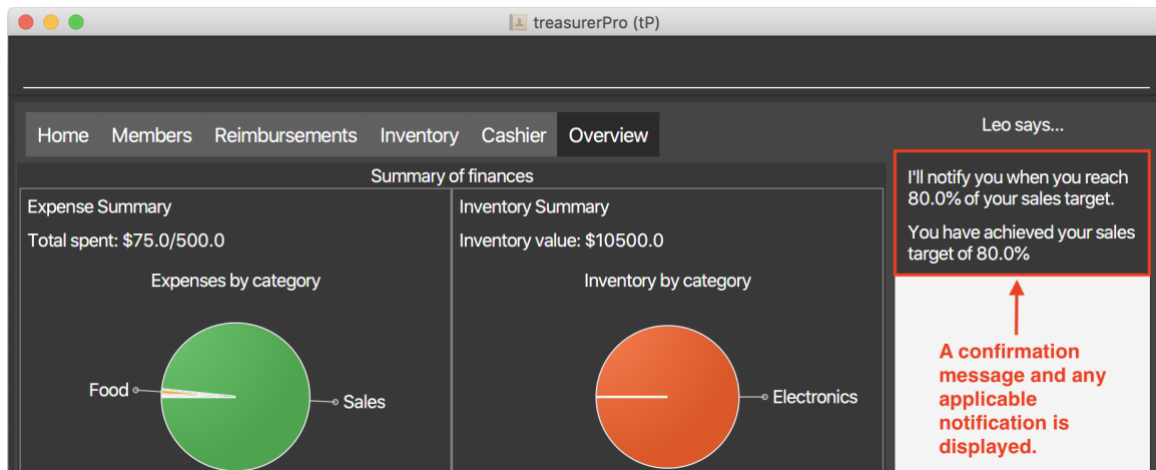 treasurerPro (tP)
Home Members Reimbursements Inventory Cashier Overview
Summary of finances
Expense Summary
Total spent: $75.0/500.0
Expenses by category
Food
Sales
Inventory Summary
Inventory value: $10500.0
Inventory by category
Electronics
Leo says...
I'll notify you when you reach
80.0% of your sales target.
You have achieved your sales
target of 80.0%
A confirmation
message and any
applicable
notification is
displayed.